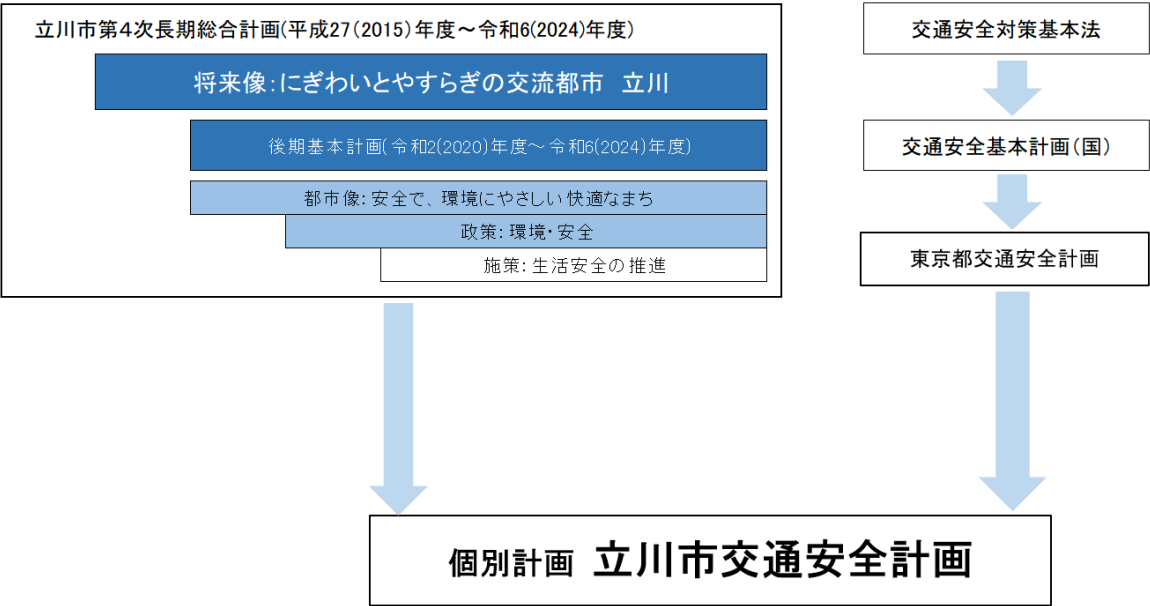 立川市第4次長期総合計画(平成27(2015)年度～令和6(2024)年度)
将来像:にぎわいとやすらぎの交流都市　立川
後期基本計画(令和2(2020)年度～令和6(2024)年度)
都市像:安全で、環境にやさしい快適なまち
政策:環境・安全
施策:生活安全の推進
交通安全対策基本法
交通安全基本計画(国)
東京都交通安全計画
個別計画 立川市交通安全計画